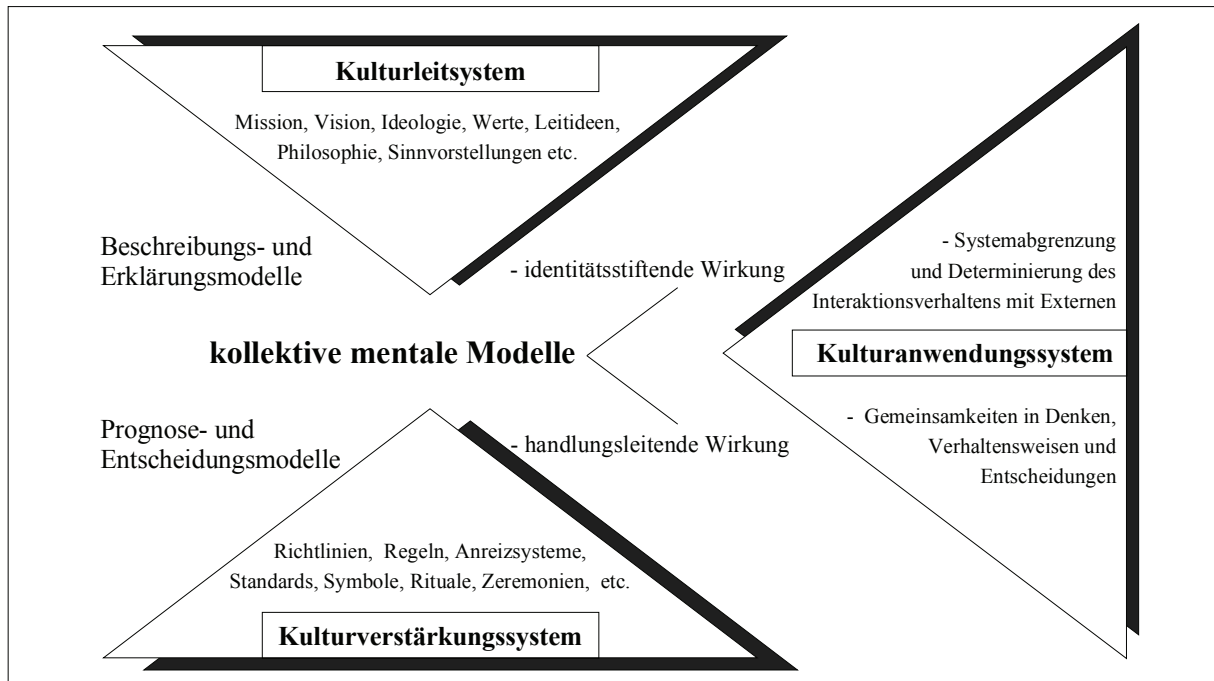 Kulturleitsystem
Mission, Vision, Ideologie, Werte, Leitideen,
Philosophie, Sinnvorstellungen etc.
Beschreibungs- und
Erklärungsmodelle
- identitätsstiftende Wirkung
kollektive mentale Modelle
Prognose- und
Entscheidungsmodelle
- handlungsleitende Wirkung
Richtlinien, Regeln, Anreizsysteme,
Standards, Symbole, Rituale, Zeremonien, etc.
Kulturverstärkungssystem
- Systemabgrenzung
und Determinierung des
Interaktionsverhaltens mit Externen
Kulturanwendungssystem
- Gemeinsamkeiten in Denken,
Verhaltensweisen und
Entscheidungen